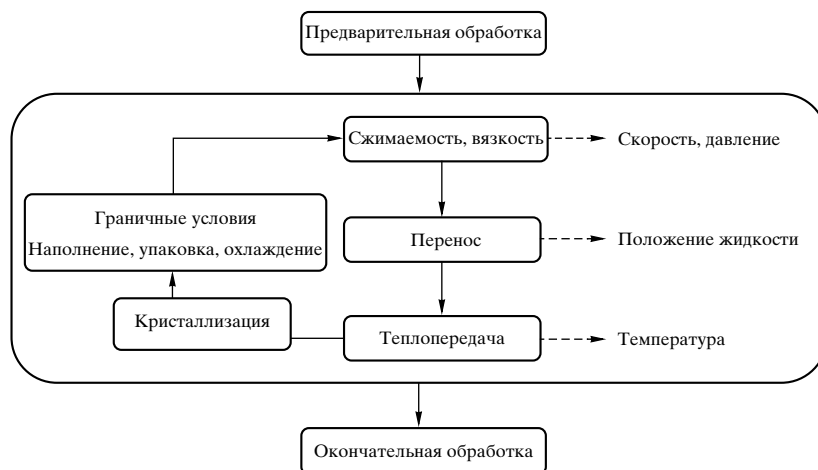 Предварительная обработка
Сжимаемость, вязкость
Скорость, давление
Граничные условия
Наполнение, упаковка, охлаждение
Перенос
Положение жидкости
Кристаллизация
Теплопередача
Температура
Окончательная обработка